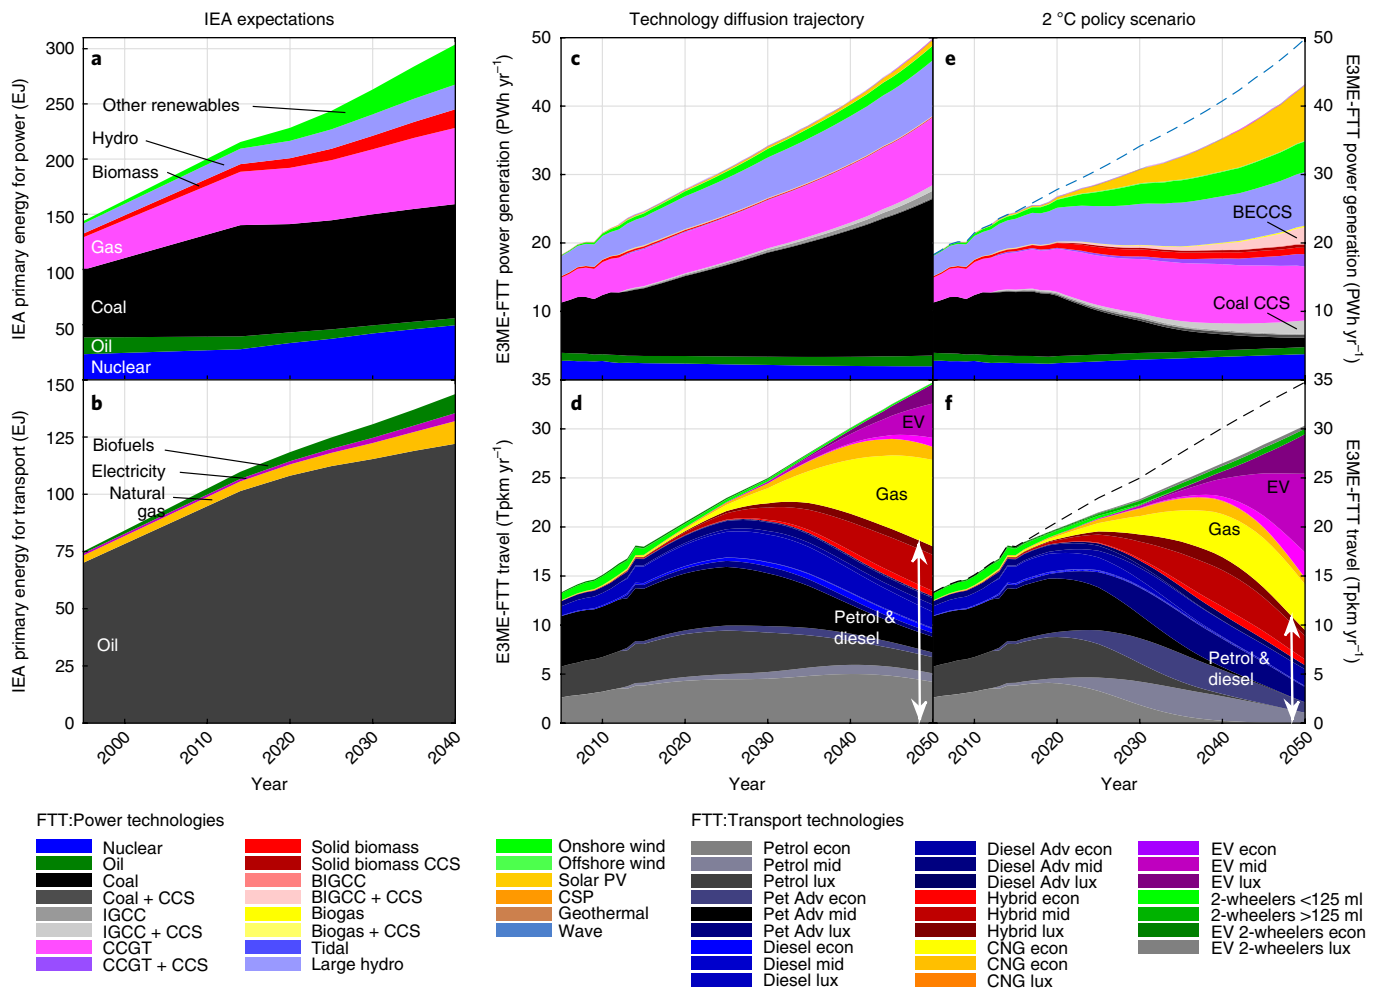 IEA expectations
Technology diffusion trajectory
2 °C policy scenario
a
c
e
IEA primary energy for power (EJ)
300
250
200
150
100
50
Other renewables
Hydro
Biomass
Gas
Coal
Oil
Nuclear
E3ME-FTT power generation (PWh yr⁻¹)
50
40
30
20
10
BECCS
Coal CCS
50
40
30
20
10
E3ME-FTT power generation (PWh yr⁻¹)
b
d
f
IEA primary energy for transport (EJ)
150
125
100
75
50
25
0
Biofuels
Electricity
Natural
gas
Oil
E3ME-FTT travel (Tpkm yr⁻¹)
35
30
25
20
15
10
5
0
EV
Gas
Petrol &
diesel
EV
Gas
Petrol &
diesel
35
30
25
20
15
10
5
0
E3ME-FTT travel (Tpkm yr⁻¹)
2000
2010
2020
2030
2040
2010
2020
2030
2040
2050
2010
2020
2030
2040
2050
Year
Year
Year
FTT:Power technologies
Nuclear
Oil
Coal
Coal + CCS
IGCC
IGCC + CCS
CCGT
CCGT + CCS
Solid biomass
Solid biomass CCS
BIGCC
BIGCC + CCS
Biogas
Biogas + CCS
Tidal
Large hydro
Onshore wind
Offshore wind
Solar PV
CSP
Geothermal
Wave
FTT:Transport technologies
Petrol econ
Petrol mid
Petrol lux
Pet Adv econ
Pet Adv mid
Pet Adv lux
Diesel econ
Diesel mid
Diesel lux
Diesel Adv econ
Diesel Adv mid
Diesel Adv lux
Hybrid econ
Hybrid mid
Hybrid lux
CNG econ
CNG econ
CNG lux
EV econ
EV mid
EV lux
2-wheelers <125 ml
2-wheelers >125 ml
EV 2-wheelers econ
EV 2-wheelers lux